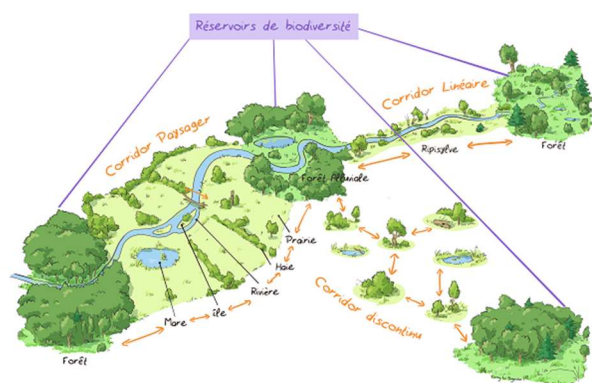 Réservoirs de biodiversité
Corridor Linéaire
Corridor Paysager
Ripisylve
Forêt
Forêt Alluviale
Prairie
Haie
Rivière
île
Mare
Corridor discontinu
Forêt